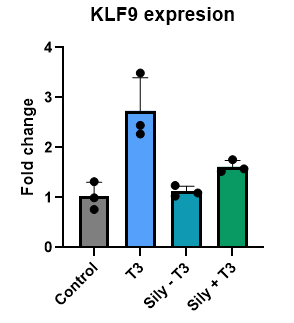 KLF9 expresion
Fold change
4
3
2
1
0
Control
T3
Sily - T3
Sily + T3